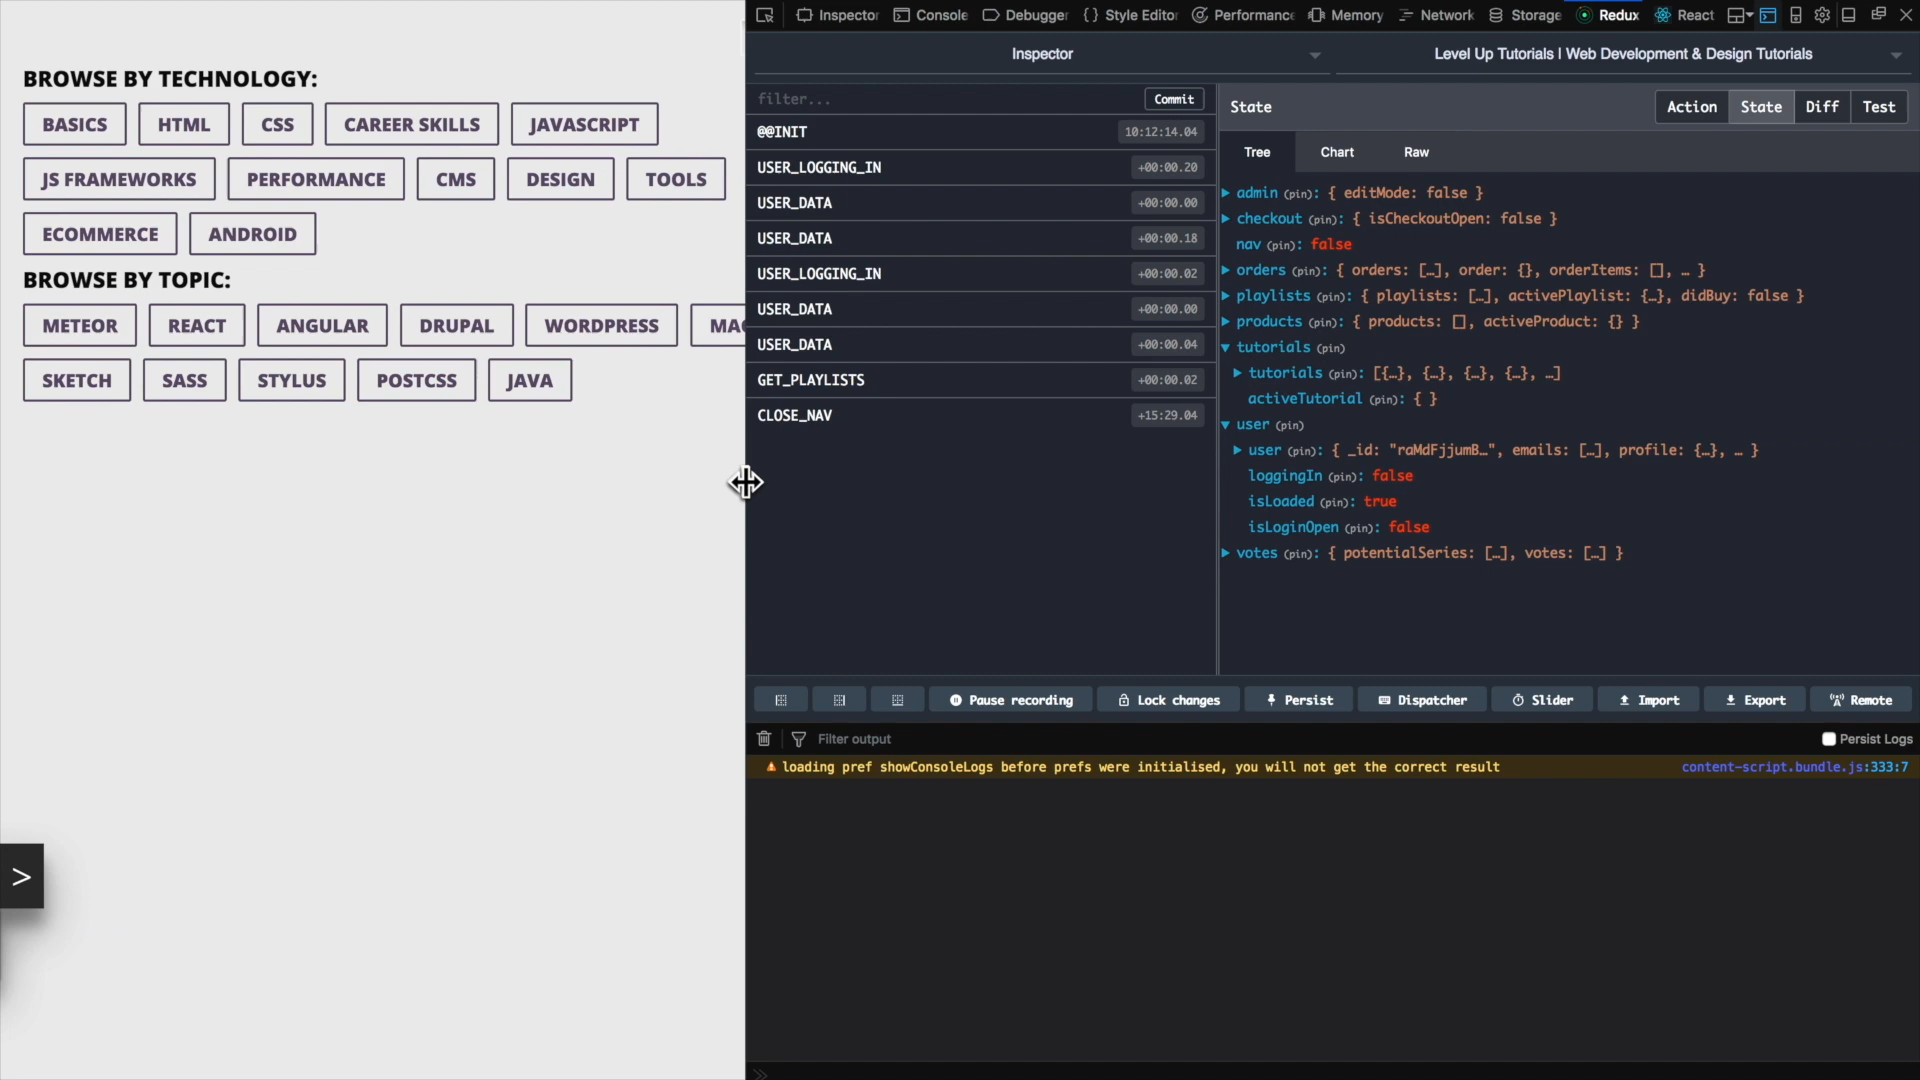 BROWSE BY TECHNOLOGY:
BASICS HTML CSS CAREER SKILLS JAVASCRIPT
JS FRAMEWORKS PERFORMANCE CMS DESIGN TOOLS
ECOMMERCE ANDROID
BROWSE BY TOPIC:
METEOR REACT ANGULAR DRUPAL WORDPRESS
SKETCH SASS STYLUS POSTCSS JAVA
>
Inspector Console Debugger {} Style Editor Performance Memory Network Storage Redux React
Inspector
Level Up Tutorials | Web Development & Design Tutorials
filter...
Commit
@@INIT 10:12:14.04
USER_LOGGING_IN +00:00.20
USER_DATA +00:00.00
USER_DATA +00:00.18
USER_LOGGING_IN +00:00.02
USER_DATA +00:00.00
USER_DATA +00:00.04
GET_PLAYLISTS +00:00.02
CLOSE_NAV +15:29.04
State
Action State Diff Test
Tree Chart Raw
admin (pin): { editMode: false }
checkout (pin): { isCheckoutOpen: false }
nav (pin): false
orders (pin): { orders: […], order: {}, orderItems: [], … }
playlists (pin): { playlists: […], activePlaylist: {…}, didBuy: false }
products (pin): { products: [], activeProduct: {} }
tutorials (pin)
tutorials (pin): [{…}, {…}, {…}, {…}, …]
activeTutorial (pin): { }
user (pin)
user (pin): { _id: "raMdFjjumB…", emails: […], profile: {…}, … }
loggingIn (pin): false
isLoaded (pin): true
isLoginOpen (pin): false
votes (pin): { potentialSeries: […], votes: […] }
Pause recording Lock changes Persist Dispatcher Slider Import Export Remote
Filter output
Persist Logs
loading pref showConsoleLogs before prefs were initialised, you will not get the correct result content-script.bundle.js:333:7
>>